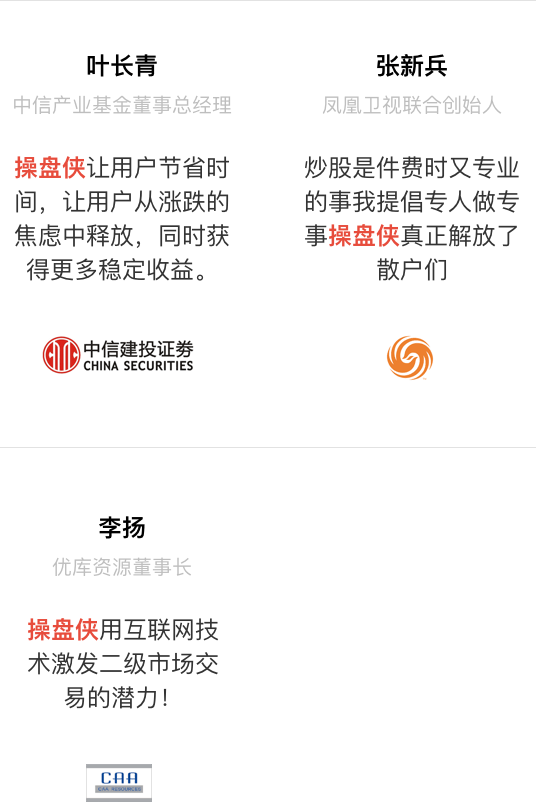 叶长青
中信产业基金董事总经理
操盘侠让用户节省时
间，让用户从涨跌的
焦虑中释放，同时获
得更多稳定收益。
中信建投证券
CHINA SECURITIES
张新兵
凤凰卫视联合创始人
炒股是件费时又专业
的事我提倡专人做专
事操盘侠真正解放了
散户们
李扬
优库资源董事长
操盘侠用互联网技
术激发二级市场交
易的潜力！
CAA
CAA RESOURCES